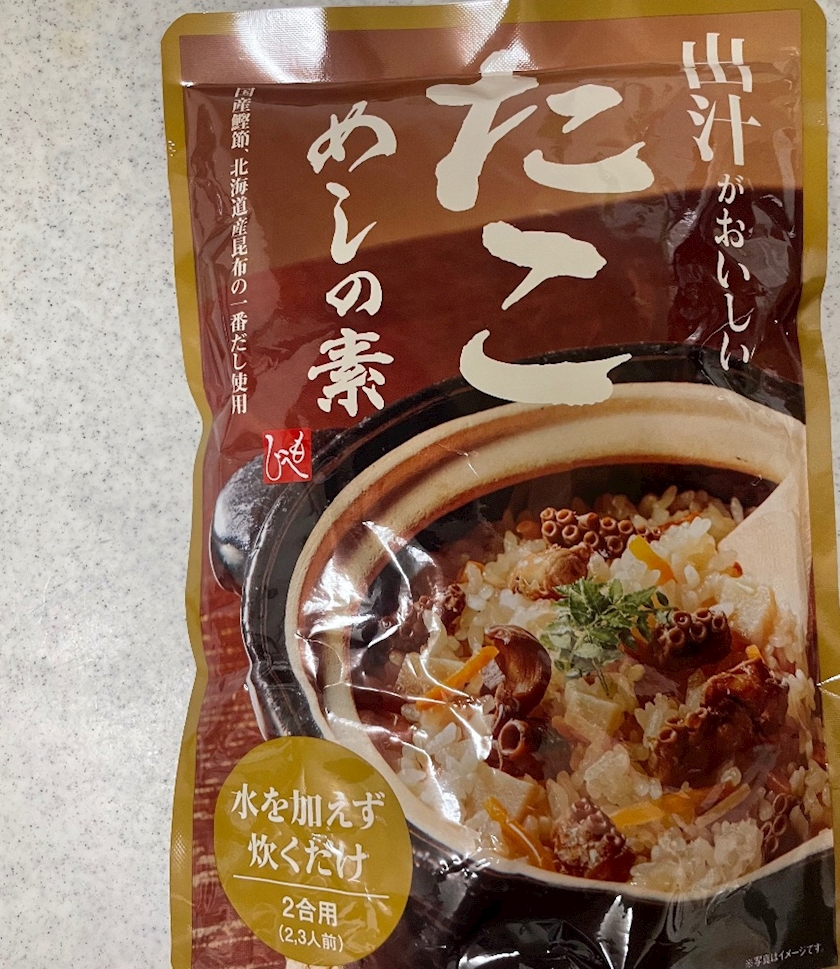 出汁がおいしい
たこ
めしの素
国産鰹節、北海道産昆布の一番だし使用
もへじ
水を加えず
炊くだけ
2合用
(2,3人前)
※写真はイメージです。